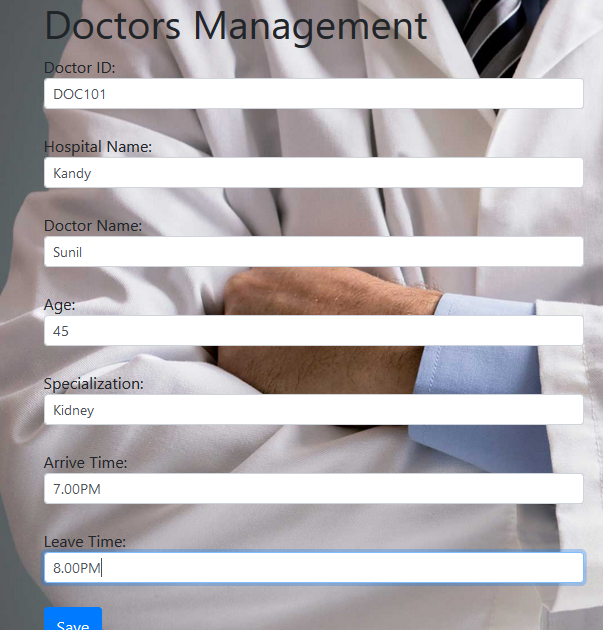 Doctors Management
Doctor ID:
DOC101
Hospital Name:
Kandy
Doctor Name:
Sunil
Age:
45
Specialization:
Kidney
Arrive Time:
7.00PM
Leave Time:
8.00PM
Save